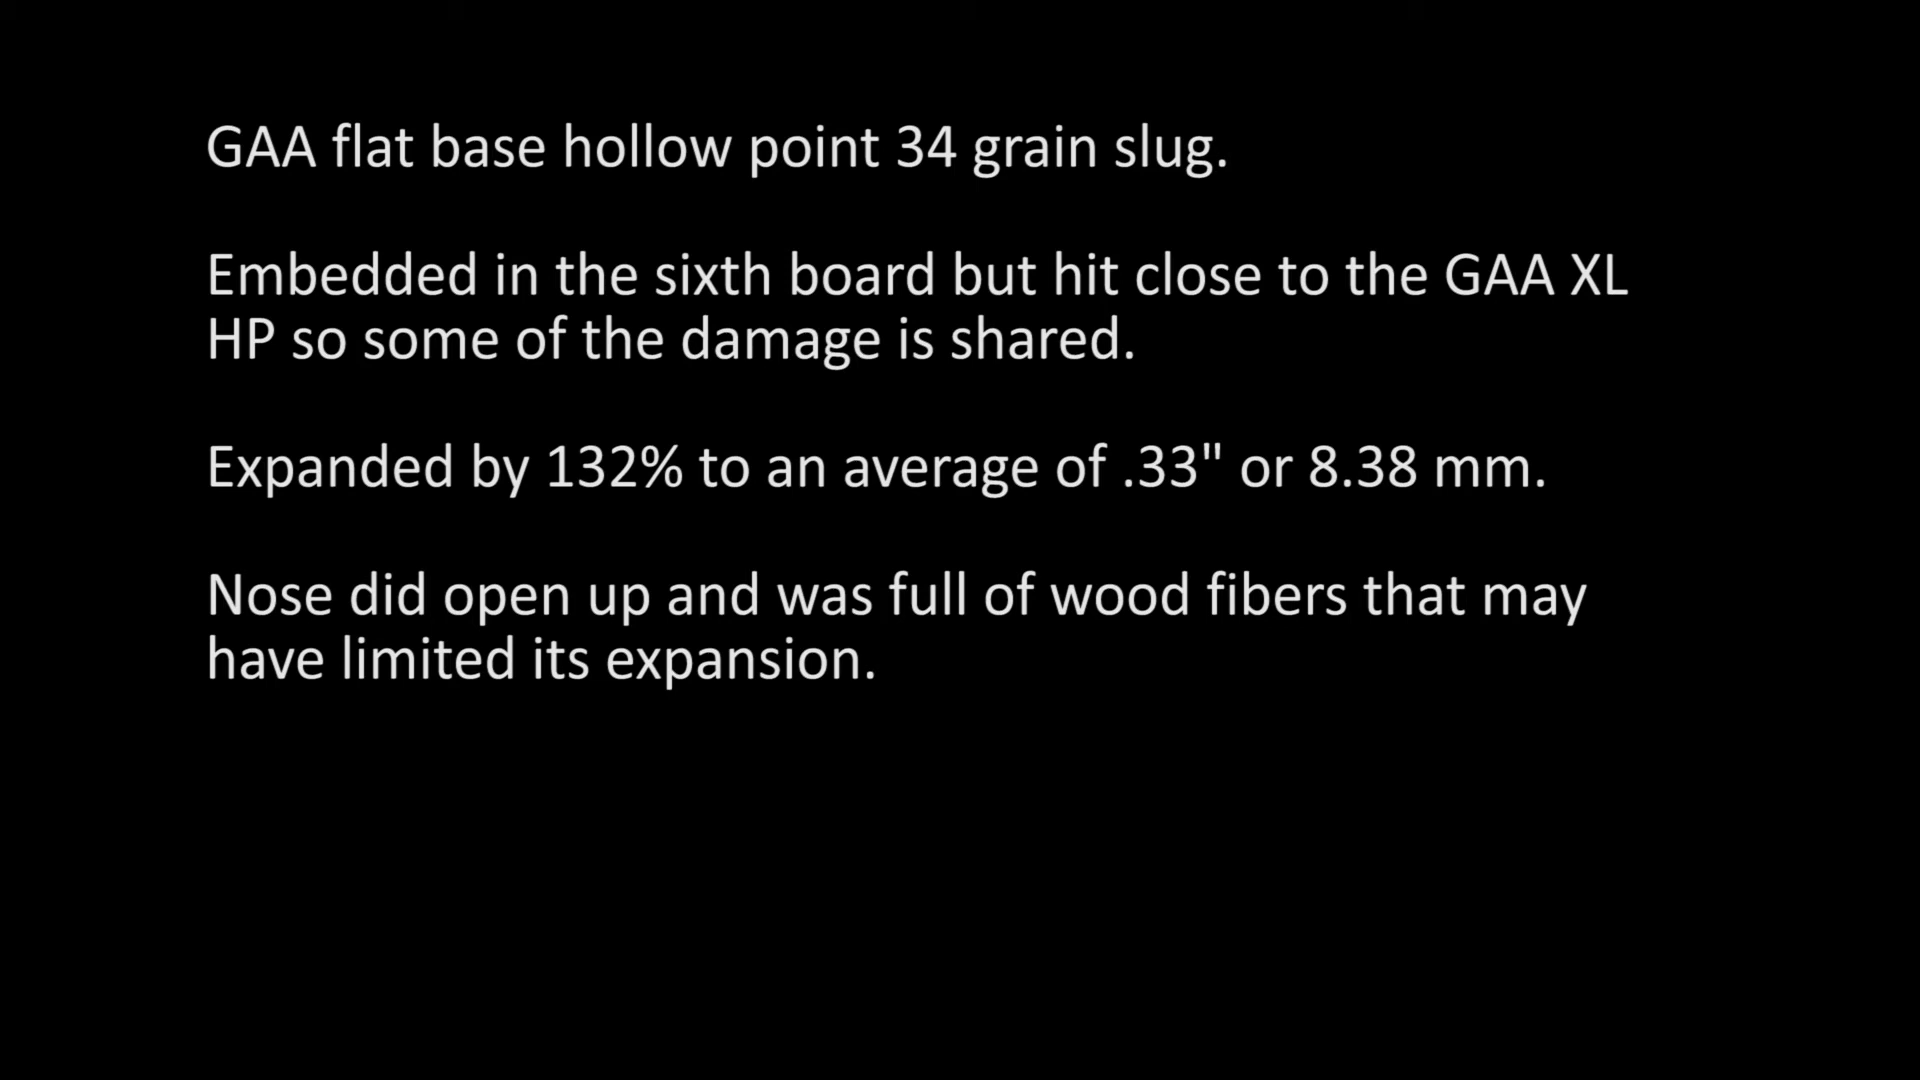 GAA flat base hollow point 34 grain slug.
Embedded in the sixth board but hit close to the GAA XL
HP so some of the damage is shared.
Expanded by 132% to an average of .33" or 8.38 mm.
Nose did open up and was full of wood fibers that may
have limited its expansion.